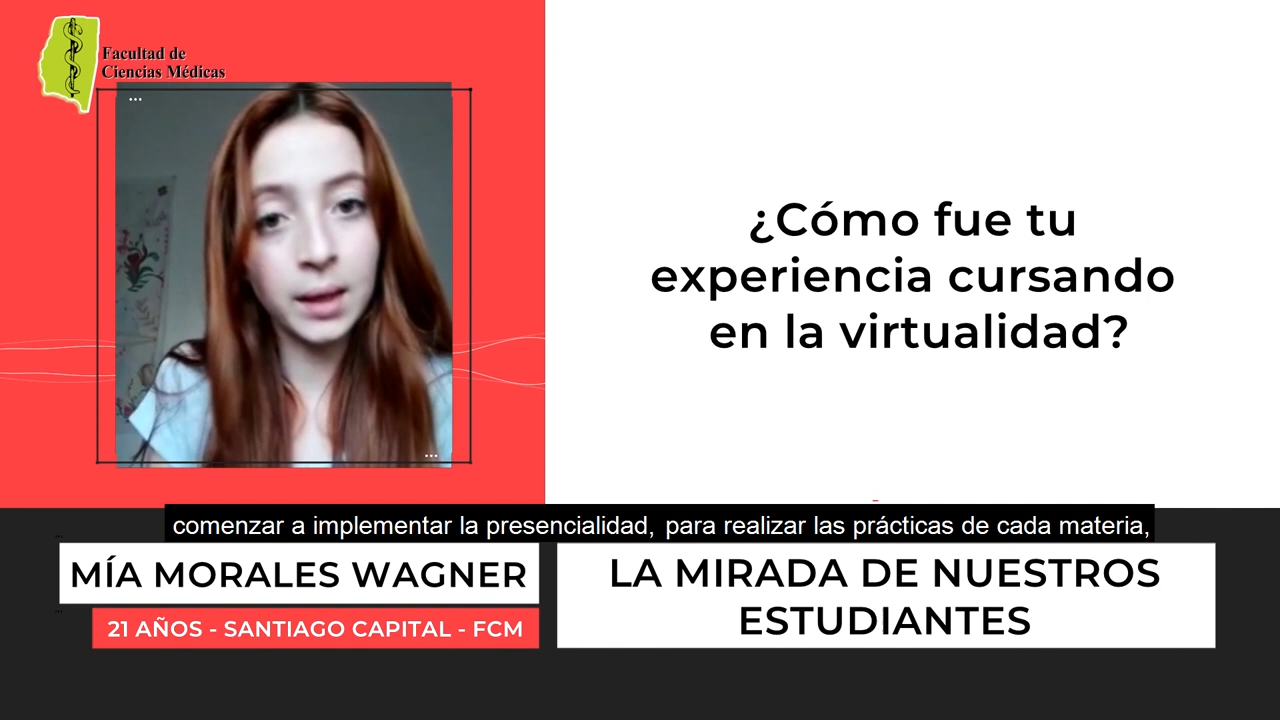 Facultad de
Ciencias Médicas
¿Cómo fue tu
experiencia cursando
en la virtualidad?
comenzar a implementar la presencialidad, para realizar las prácticas de cada materia,
MÍA MORALES WAGNER
21 AÑOS - SANTIAGO CAPITAL - FCM
LA MIRADA DE NUESTROS
ESTUDIANTES